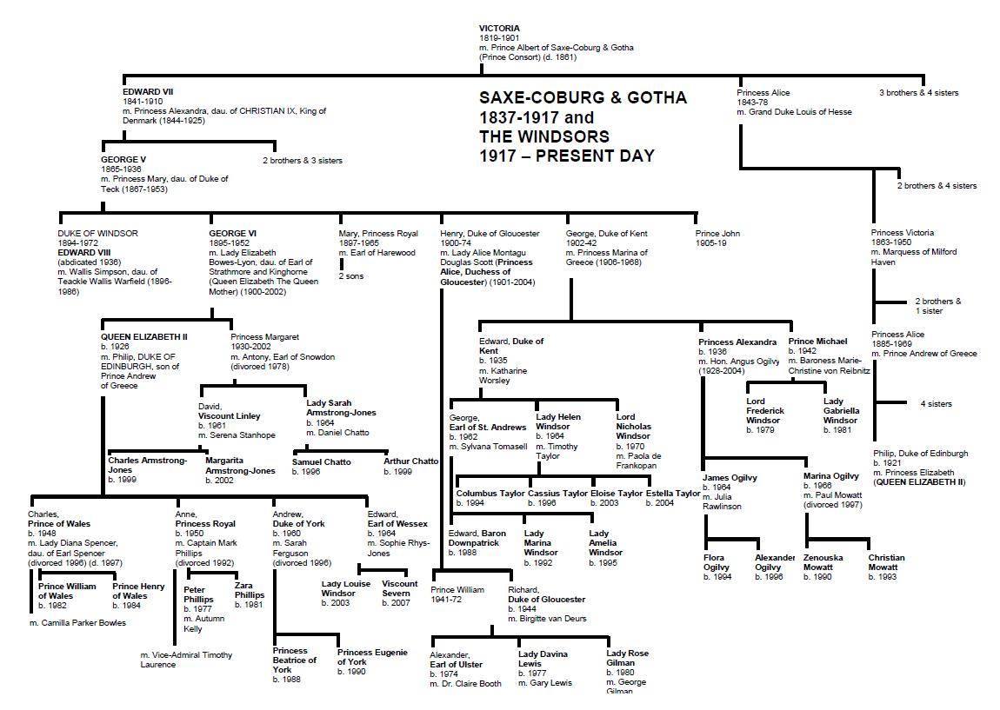 VICTORIA
1819-1901
m. Prince Albert of Saxe-Coburg & Gotha
(Prince Consort) (d. 1861)
EDWARD VII
1841-1910
m. Princess Alexandra, dau. of CHRISTIAN IX, King of
Denmark (1844-1925)
SAXE-COBURG & GOTHA
1837-1917 and
THE WINDSORS
1917 – PRESENT DAY
Princess Alice
1843-78
m. Grand Duke Louis of Hesse
3 brothers & 4 sisters
GEORGE V
1865-1936
m. Princess Mary, dau. of Duke of
Teck (1867-1953)
2 brothers & 3 sisters
2 brothers & 4 sisters
DUKE OF WINDSOR
1894-1972
EDWARD VIII
(abdicated 1936)
m. Wallis Simpson, dau. of
Teackle Wallis Warfield (1896-
1986)
GEORGE VI
1895-1952
m. Lady Elizabeth
Bowes-Lyon, dau. of Earl of
Strathmore and Kinghorne
(Queen Elizabeth The Queen
Mother) (1900-2002)
Mary, Princess Royal
1897-1965
m. Earl of Harewood
2 sons
Henry, Duke of Gloucester
1900-74
m. Lady Alice Montagu
Douglas Scott (Princess
Alice, Duchess of
Gloucester) (1901-2004)
George, Duke of Kent
1902-42
m. Princess Marina of
Greece (1906-1968)
Prince John
1905-19
Princess Victoria
1863-1950
m. Marquess of Milford
Haven
2 brothers &
1 sister
QUEEN ELIZABETH II
b. 1926
m. Philip, DUKE OF
EDINBURGH, son of
Prince Andrew
of Greece
Princess Margaret
1930-2002
m. Antony, Earl of Snowdon
(divorced 1978)
Edward, Duke of
Kent
b. 1935
m. Katharine
Worsley
Princess Alexandra
b. 1936
m. Hon. Angus Ogilvy
(1928-2004)
Prince Michael
b. 1942
m. Baroness Marie-
Christine von Reibnitz
Princess Alice
1885-1969
m. Prince Andrew of Greece
David,
Viscount Linley
b. 1961
m. Serena Stanhope
Lady Sarah
Armstrong-Jones
b. 1964
m. Daniel Chatto
George,
Earl of St. Andrews
b. 1962
m. Sylvana Tomasell
Lady Helen
Windsor
b. 1964
m. Timothy
Taylor
Lord
Nicholas
Windsor
b. 1970
m. Paola de
Frankopan
Lord
Frederick
Windsor
b. 1979
Lady
Gabriella
Windsor
b. 1981
4 sisters
Charles Armstrong-
Jones
b. 1999
Margarita
Armstrong-Jones
b. 2002
Samuel Chatto
b. 1996
Arthur Chatto
b. 1999
Philip, Duke of Edinburgh
b. 1921
m. Princess Elizabeth
(QUEEN ELIZABETH II)
Columbus Taylor
b. 1994
Cassius Taylor
b. 1996
Eloise Taylor
b. 2003
Estella Taylor
b. 2004
James Ogilvy
b. 1964
m. Julia
Rawlinson
Marina Ogilvy
b. 1966
m. Paul Mowatt
(divorced 1997)
Charles,
Prince of Wales
b. 1948
m. Lady Diana Spencer,
dau. of Earl Spencer
(divorced 1996) (d. 1997)
Anne,
Princess Royal
b. 1950
m. Captain Mark
Phillips
(divorced 1992)
Andrew,
Duke of York
b. 1960
m. Sarah
Ferguson
(divorced 1996)
Edward,
Earl of Wessex
b. 1964
m. Sophie Rhys-
Jones
Edward, Baron
Downpatrick
b. 1988
Lady
Marina
Windsor
b. 1992
Lady
Amelia
Windsor
b. 1995
Flora
Ogilvy
b. 1994
Alexander
Ogilvy
b. 1996
Zenouska
Mowatt
b. 1990
Christian
Mowatt
b. 1993
Prince William
of Wales
b. 1982
Prince Henry
of Wales
b. 1984
m. Camilla Parker Bowles
Peter
Phillips
b. 1977
m. Autumn
Kelly
Zara
Phillips
b. 1981
Lady Louise
Windsor
b. 2003
Viscount
Severn
b. 2007
Prince William
1941-72
Richard,
Duke of Gloucester
b. 1944
m. Birgitte van Deurs
m. Vice-Admiral Timothy
Laurence
Princess
Beatrice of
York
b. 1988
Princess Eugenie
of York
b. 1990
Alexander,
Earl of Ulster
b. 1974
m. Dr. Claire Booth
Lady Davina
Lewis
b. 1977
m. Gary Lewis
Lady Rose
Gilman
b. 1980
m. George
Gilman